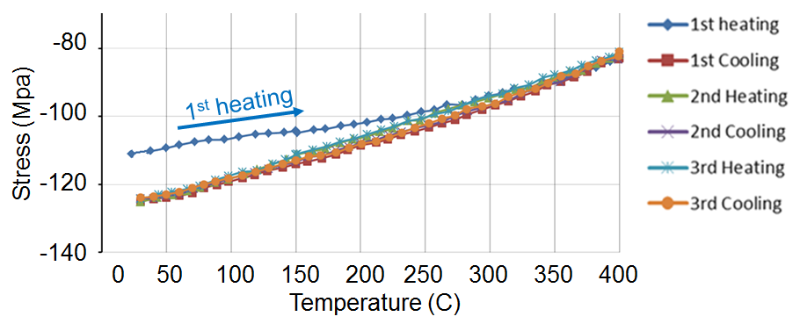 Stress (Mpa)
-80
-100
-120
-140
1st heating
0 50 100 150 200 250 300 350 400
Temperature (C)
1st heating
1st Cooling
2nd Heating
2nd Cooling
3rd Heating
3rd Cooling